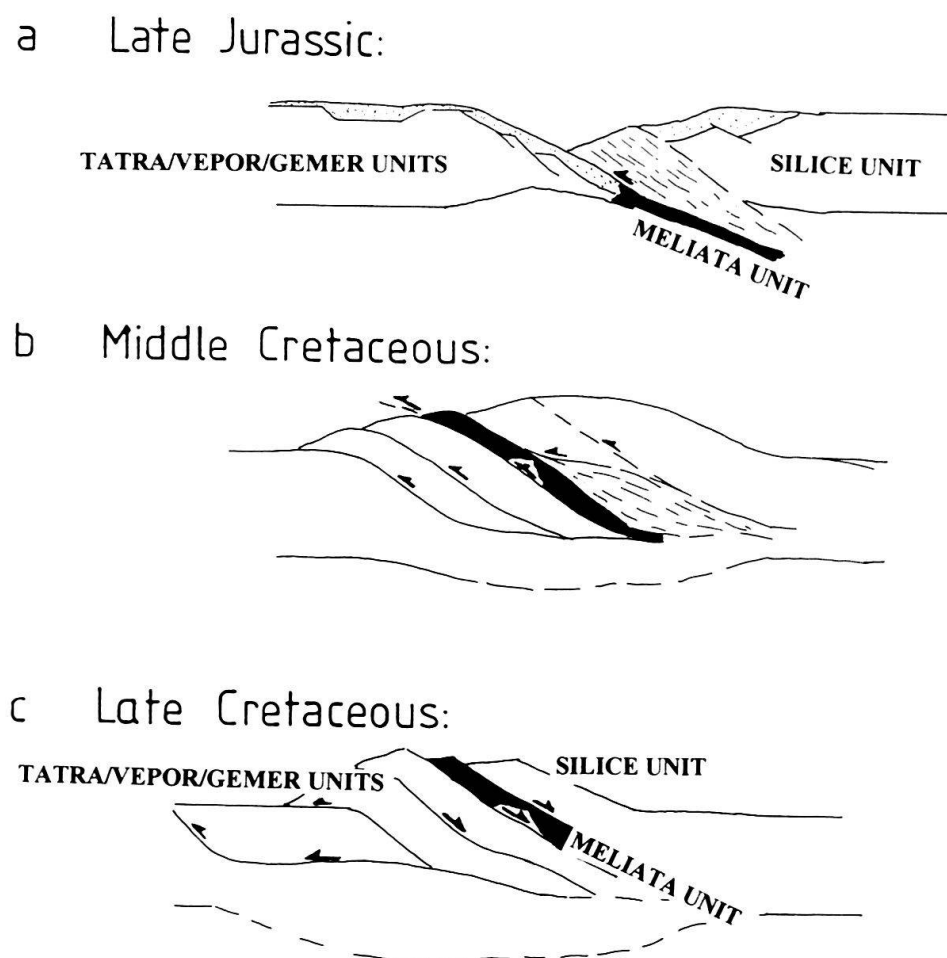 a Late Jurassic:
TATRA/VEPOR/GEMER UNITS
SILICE UNIT
MELIATA UNIT
b Middle Cretaceous:
c Late Cretaceous:
TATRA/VEPOR/GEMER UNITS
SILICE UNIT
MELIATA UNIT